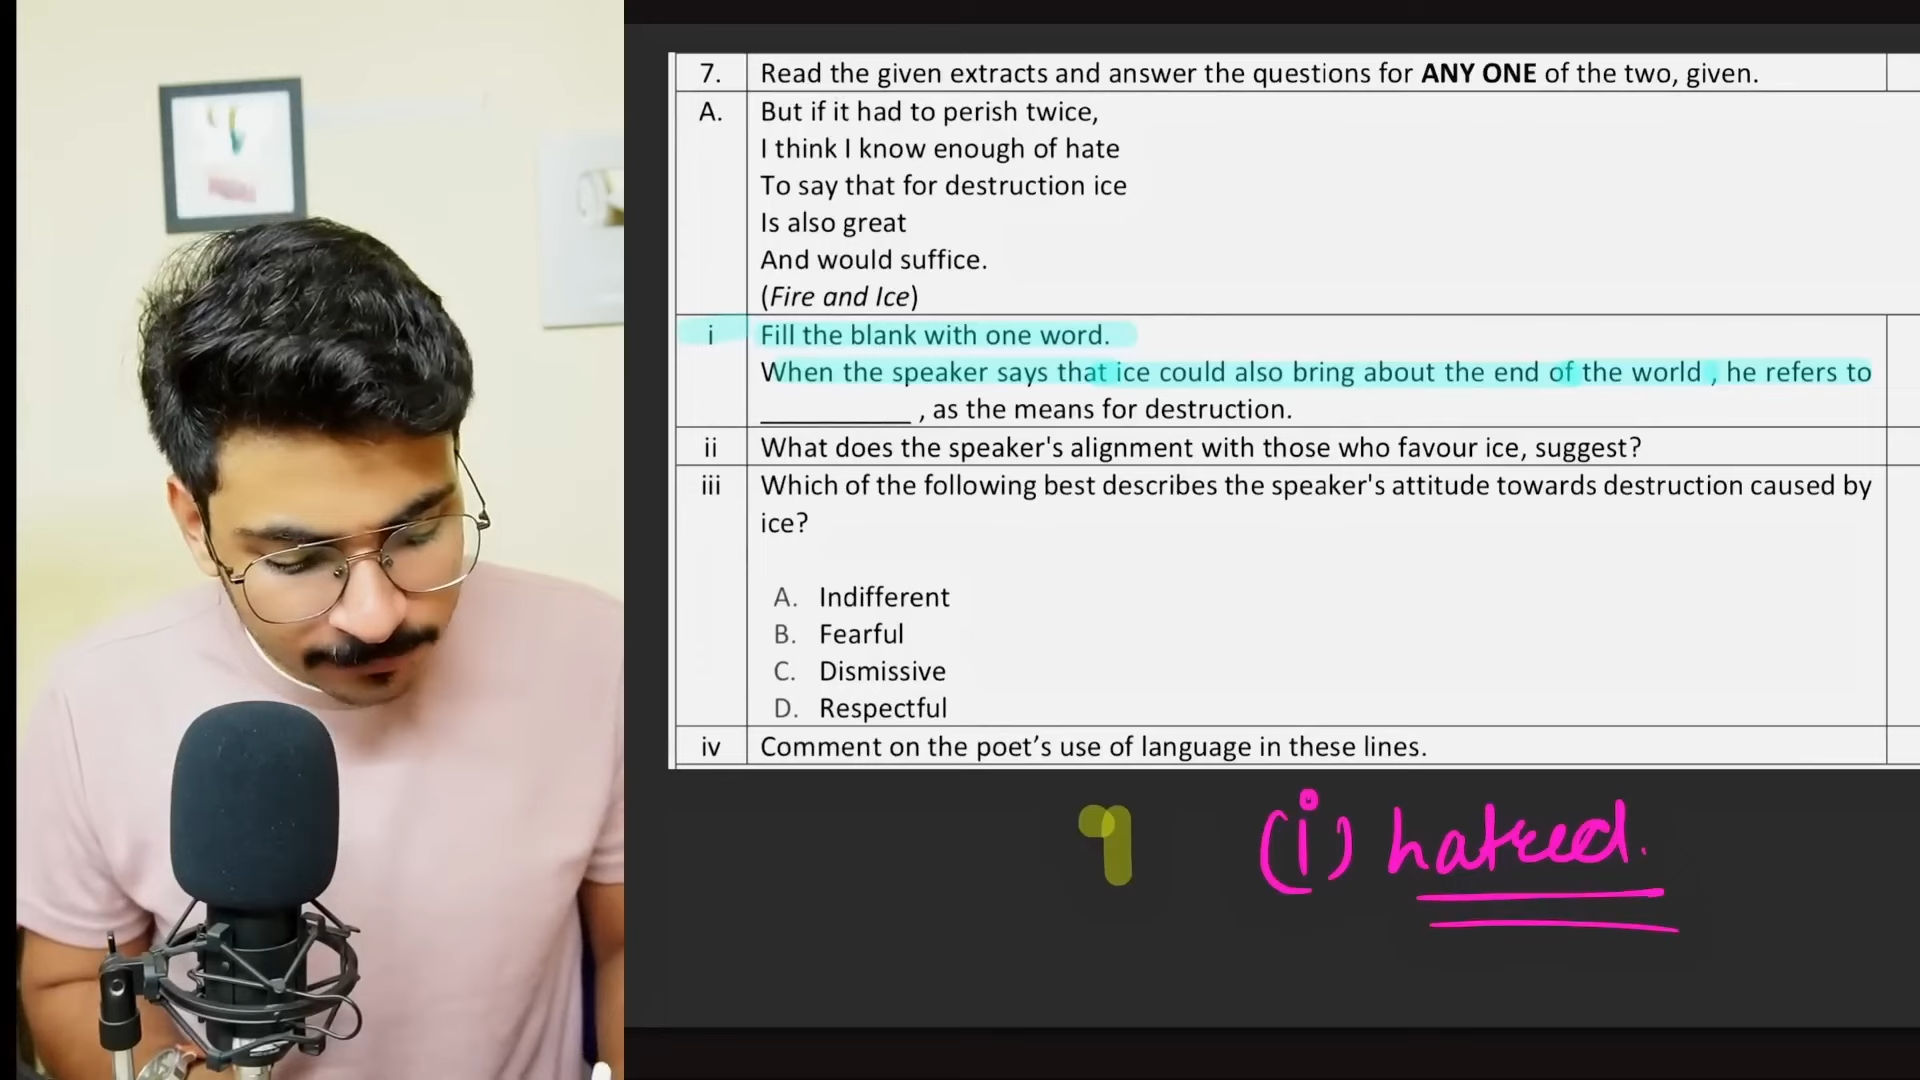 7. Read the given extracts and answer the questions for ANY ONE of the two, given.
A. But if it had to perish twice,
I think I know enough of hate
To say that for destruction ice
Is also great
And would suffice.
(Fire and Ice)
i Fill the blank with one word.
When the speaker says that ice could also bring about the end of the world , he refers to
__________ , as the means for destruction.
ii What does the speaker's alignment with those who favour ice, suggest?
iii Which of the following best describes the speaker's attitude towards destruction caused by
ice?
A. Indifferent
B. Fearful
C. Dismissive
D. Respectful
iv Comment on the poet’s use of language in these lines.
(i) hatred.